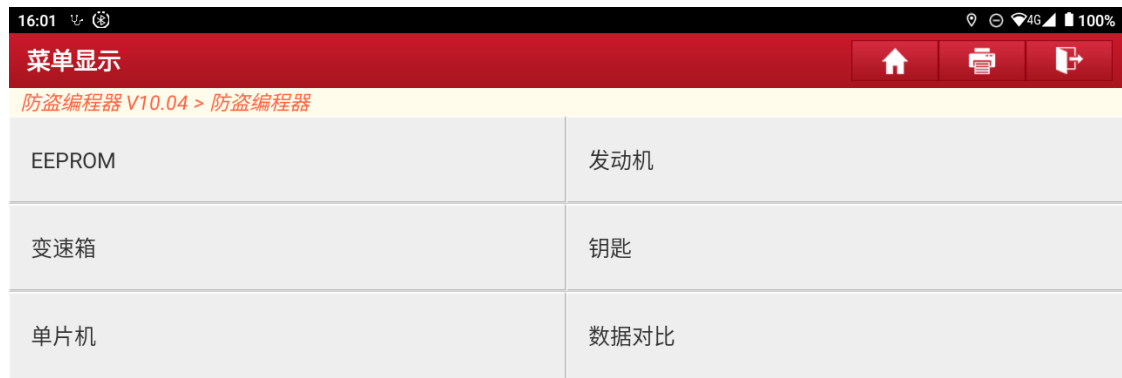 16:01 4G 100%
菜单显示
防盗编程器 V10.04 > 防盗编程器
EEPROM 发动机
变速箱 钥匙
单片机 数据对比